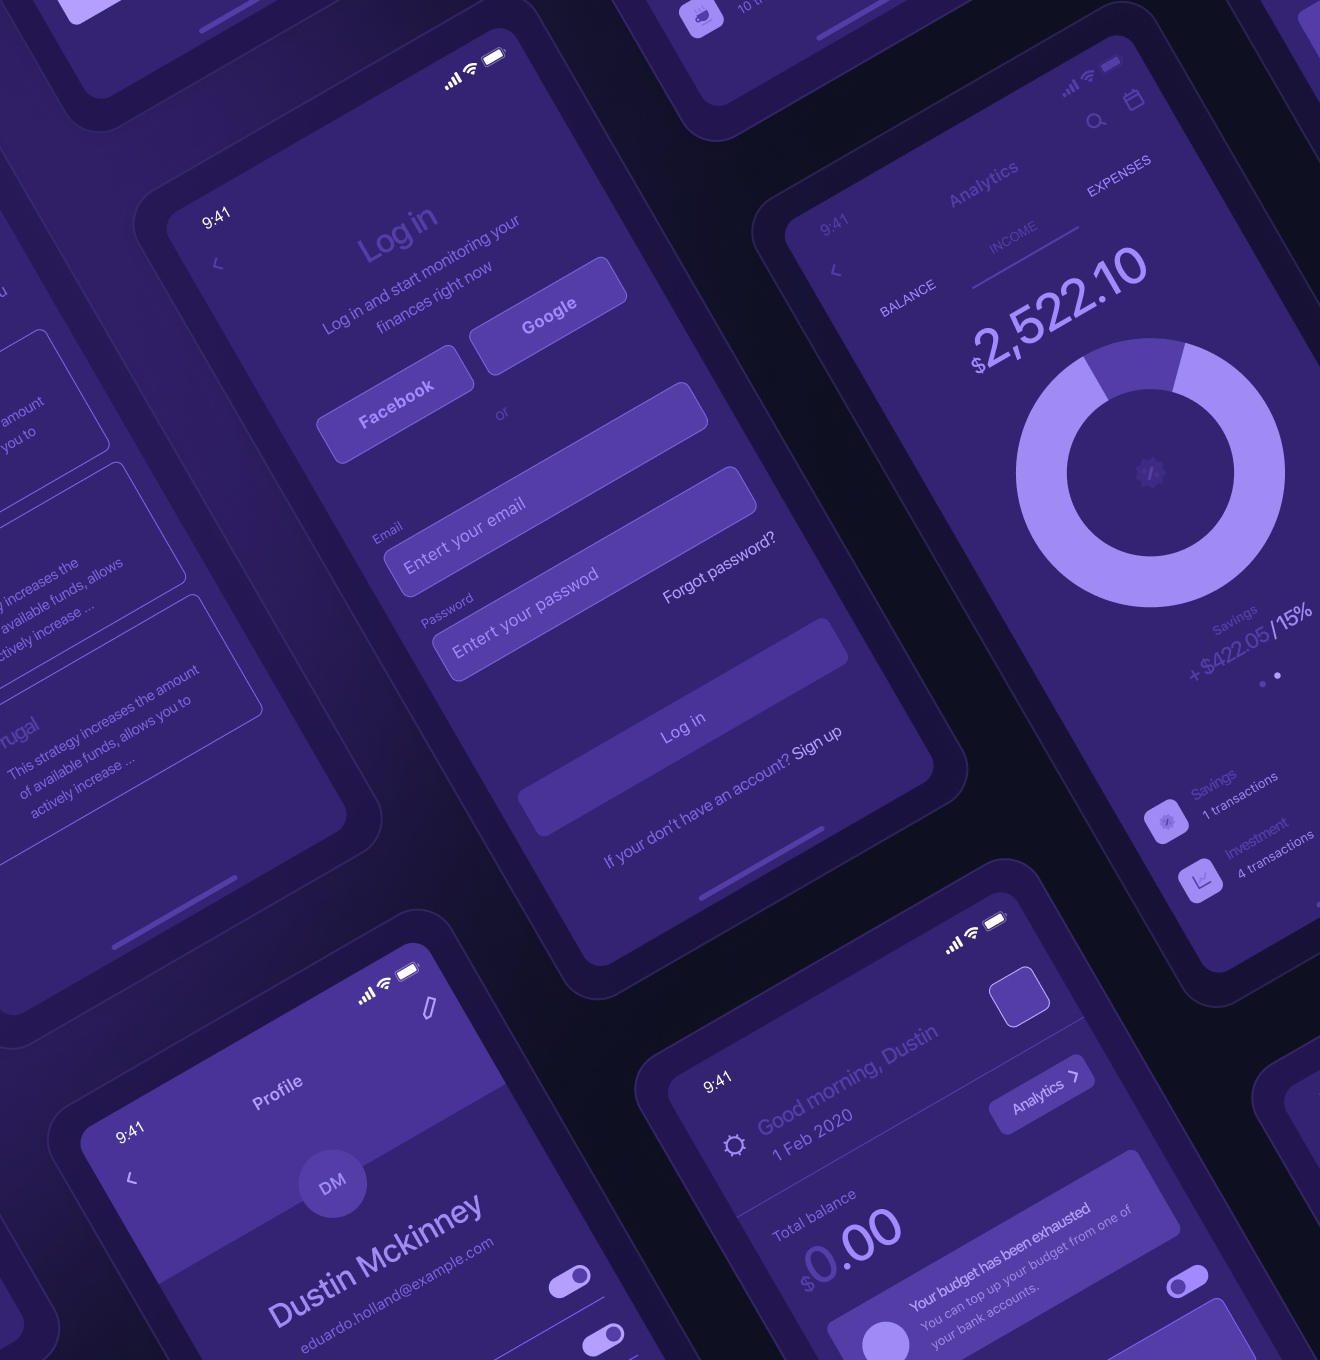 10
9:41
Log in
Log in and start monitoring your
finances right now
Facebook
Google
or
Email
Entert your email
Password
Entert your passwod
Forgot password?
Log in
If your don't have an account? Sign up
9:41
Analytics
BALANCE
INCOME
EXPENSES
$2,522.10
Savings
+$422.05 / 15%
Savings
1 transactions
Investment
4 transactions
amount
you to
increases the
available funds, allows
actively increase ...
This strategy increases the amount
of available funds, allows you to
actively increase ...
9:41
Profile
DM
Dustin Mckinney
eduardo.holland@example.com
9:41
Good morning, Dustin
1 Feb 2020
Analytics
Total balance
$0.00
Your budget has been exhausted
You can top up your budget from one of
your bank accounts.